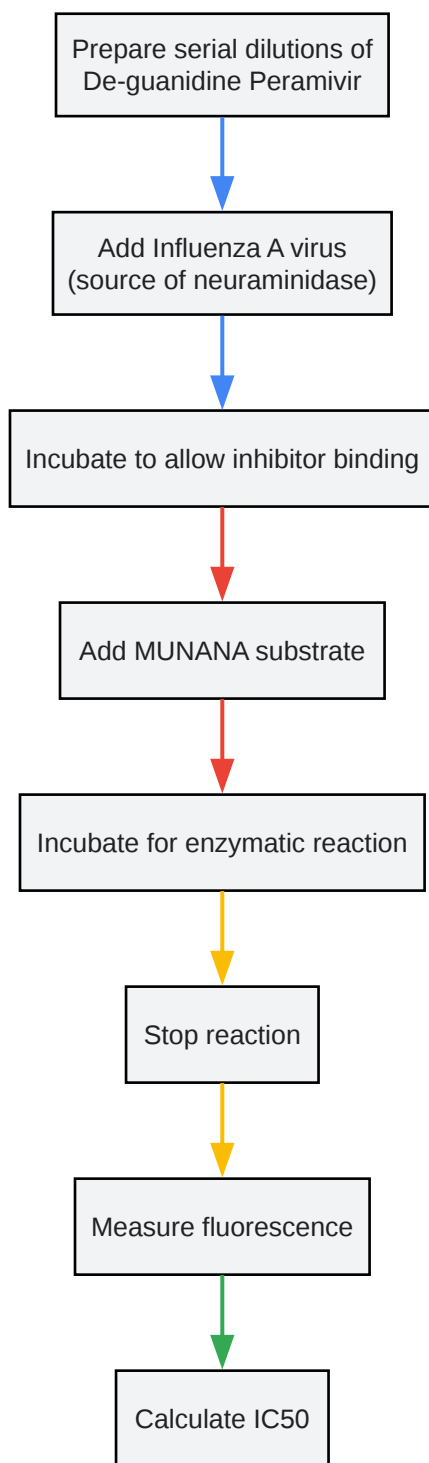 Prepare serial dilutions of
De-guanidine Peramivir
Add Influenza A virus
(source of neuraminidase)
Incubate to allow inhibitor binding
Add MUNANA substrate
Incubate for enzymatic reaction
Stop reaction
Measure fluorescence
Calculate IC50